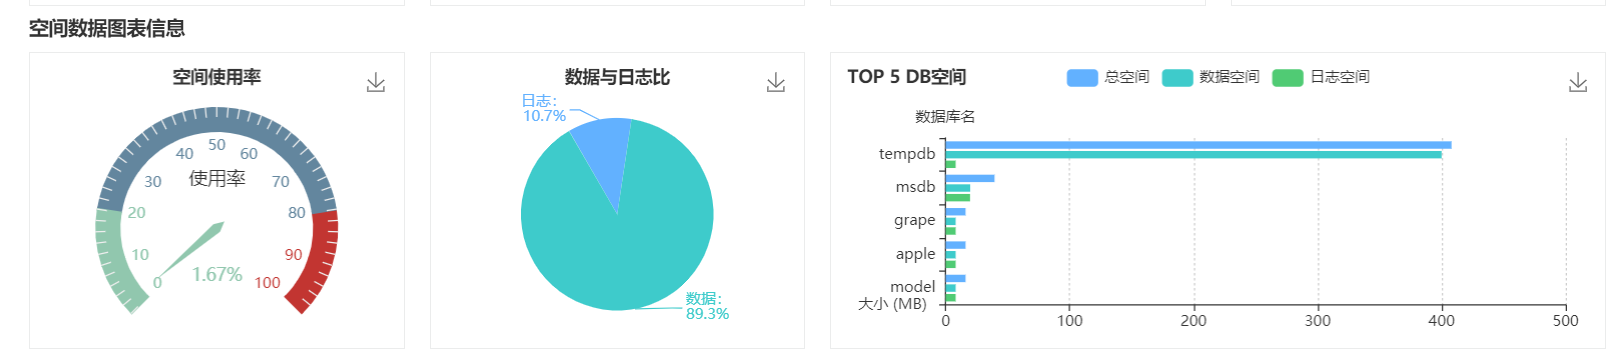 空间数据图表信息
空间使用率
50
40 60
使用率
30 70
20 80
10 90
1.67%
0 100
数据与日志比
日志:
10.7%
数据:
89.3%
TOP 5 DB空间 总空间 数据空间 日志空间
数据库名
tempdb
msdb
grape
apple
model
大小 (MB)
0 100 200 300 400 500